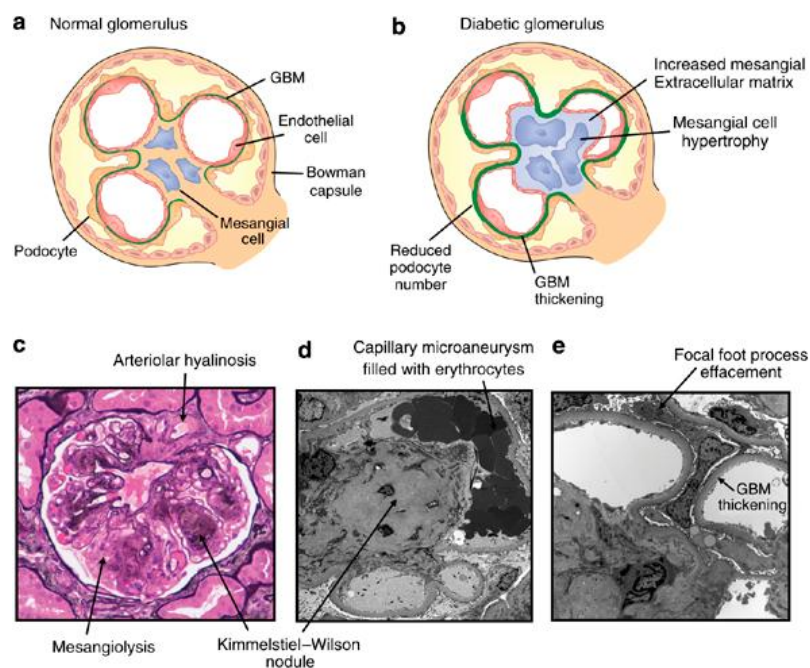 a Normal glomerulus
GBM
Endothelial
cell
Bowman
capsule
Mesangial
cell
Podocyte
b Diabetic glomerulus
Increased mesangial
Extracellular matrix
Mesangial cell
hypertrophy
Reduced
podocyte
number
GBM
thickening
c
Arteriolar hyalinosis
Mesangiolysis
d
Capillary microaneurysm
filled with erythrocytes
Kimmelstiel–Wilson
nodule
e
Focal foot process
effacement
GBM
thickening